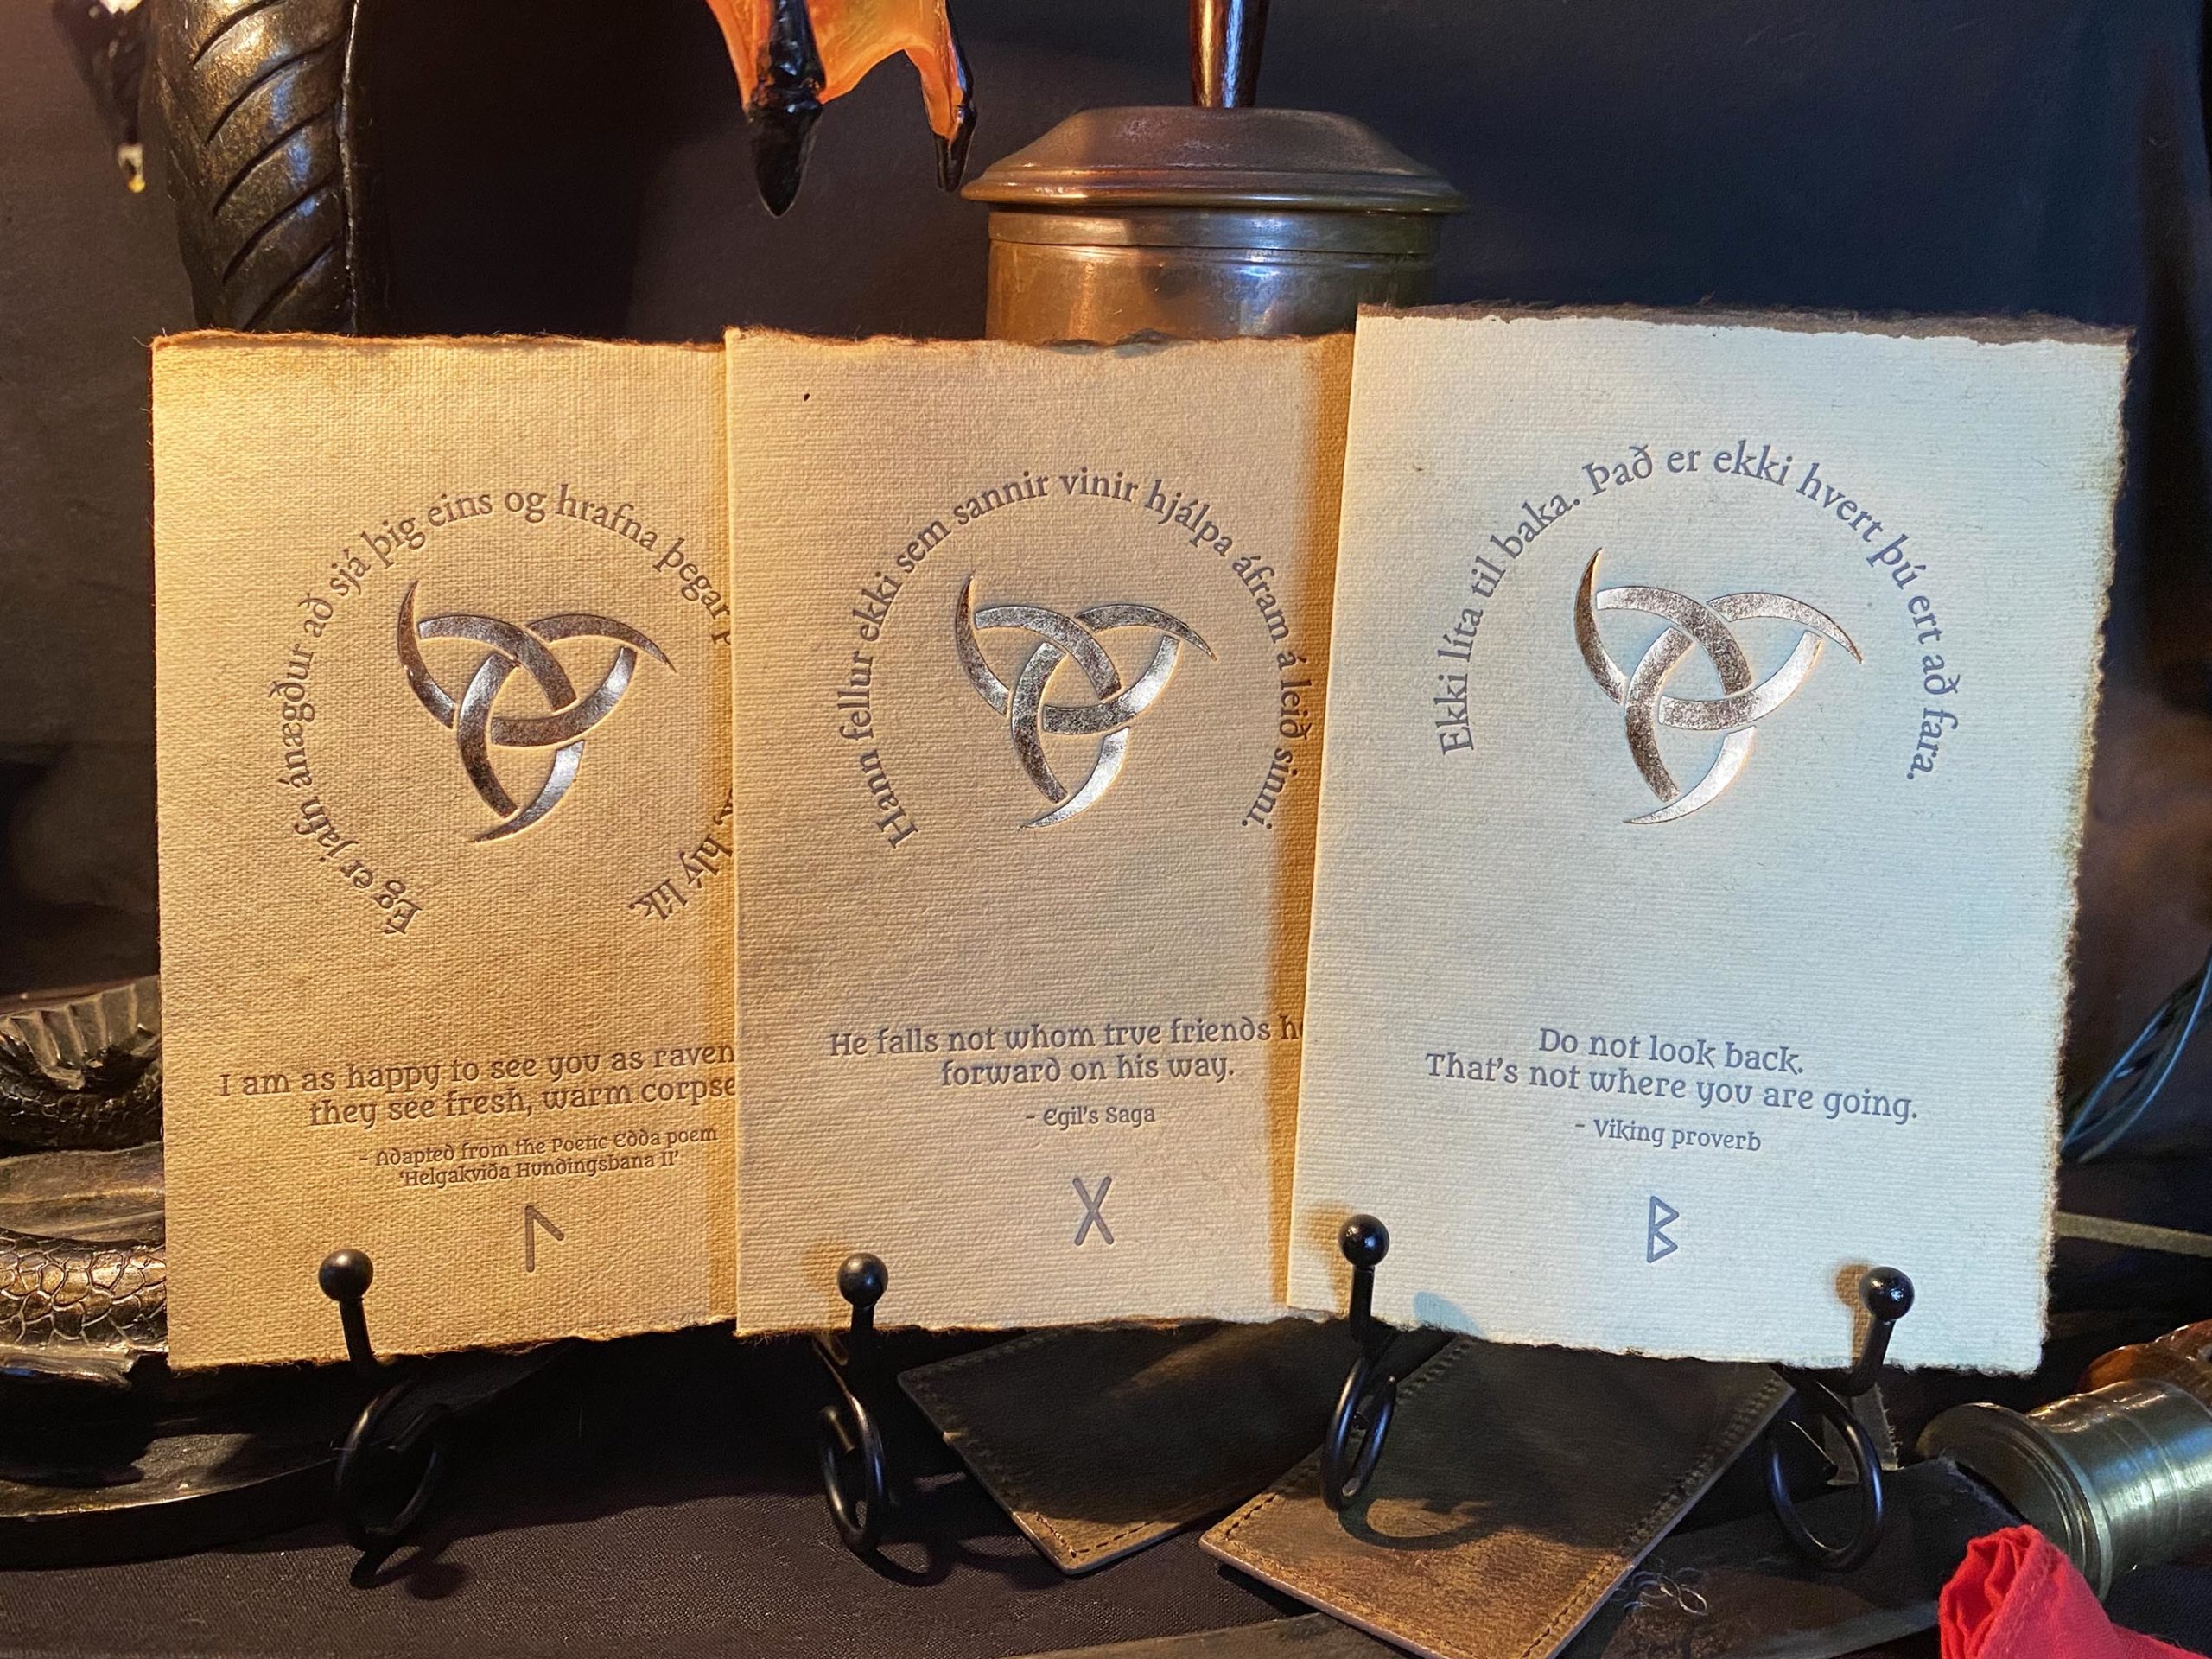 Ég er jafn ánægður að sjá þig eins og hrafna þegar
hlý lík.
I am as happy to see you as raven
they see fresh, warm corpse
- Adapted from the Poetic Edda poem
'Helgakviða Hundingsbana II'
ᛚ
Hann fellur ekki sem sannir vinir hjálpa áfram á leið sinni.
He falls not whom true friends he
forward on his way.
- Egil's Saga
ᚷ
Ekki líta til baka. Það er ekki hvert þú ert að fara.
Do not look back.
That's not where you are going.
- Viking proverb
ᛒ